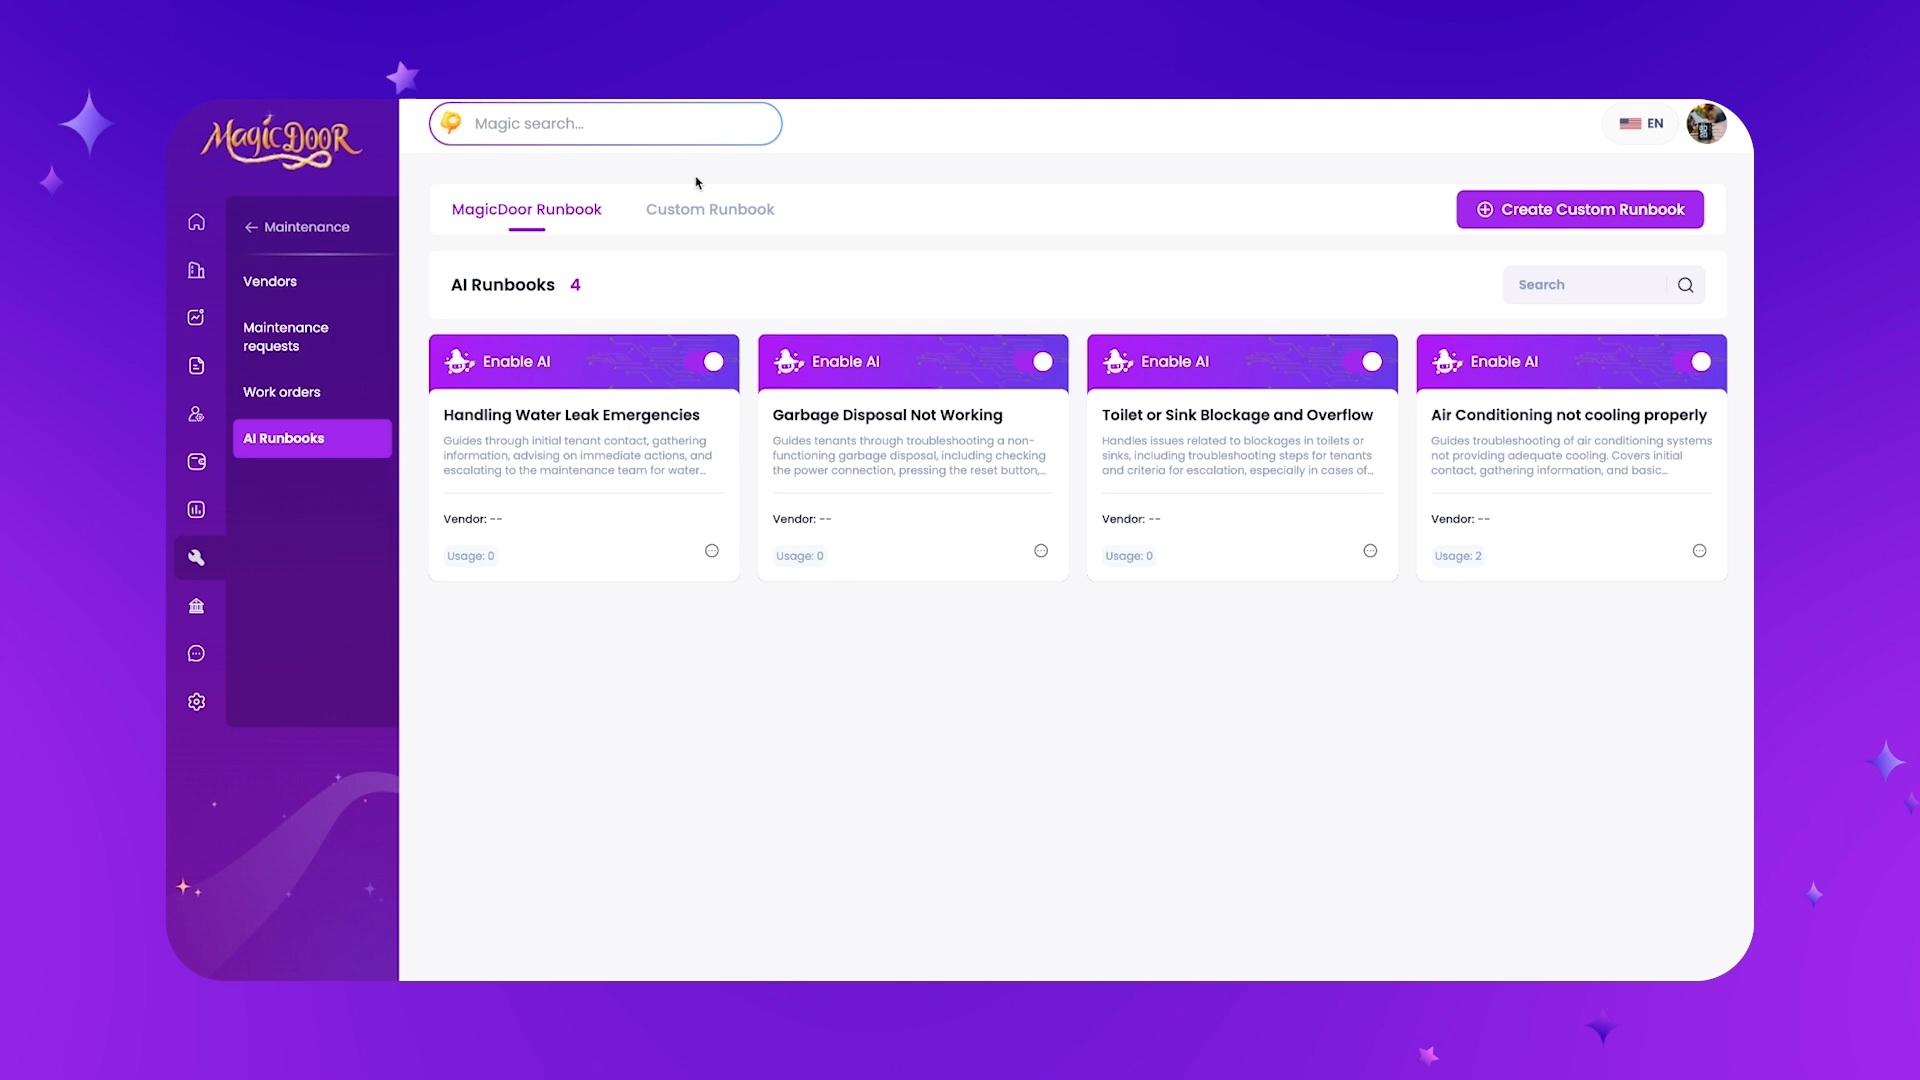 MagicDoor
Magic search...
EN
Maintenance
Vendors
Maintenance
requests
Work orders
AI Runbooks
MagicDoor Runbook
Custom Runbook
Create Custom Runbook
AI Runbooks 4
Search
Enable AI
Handling Water Leak Emergencies
Guides through initial tenant contact, gathering
information, advising on immediate actions, and
escalating to the maintenance team for water...
Vendor: --
Usage: 0
Enable AI
Garbage Disposal Not Working
Guides tenants through troubleshooting a non-
functioning garbage disposal, including checking
the power connection, pressing the reset button,...
Vendor: --
Usage: 0
Enable AI
Toilet or Sink Blockage and Overflow
Handles issues related to blockages in toilets or
sinks, including troubleshooting steps for tenants
and criteria for escalation, especially in cases of...
Vendor: --
Usage: 0
Enable AI
Air Conditioning not cooling properly
Guides troubleshooting of air conditioning systems
not providing adequate cooling. Covers initial
contact, gathering information, and basic...
Vendor: --
Usage: 2